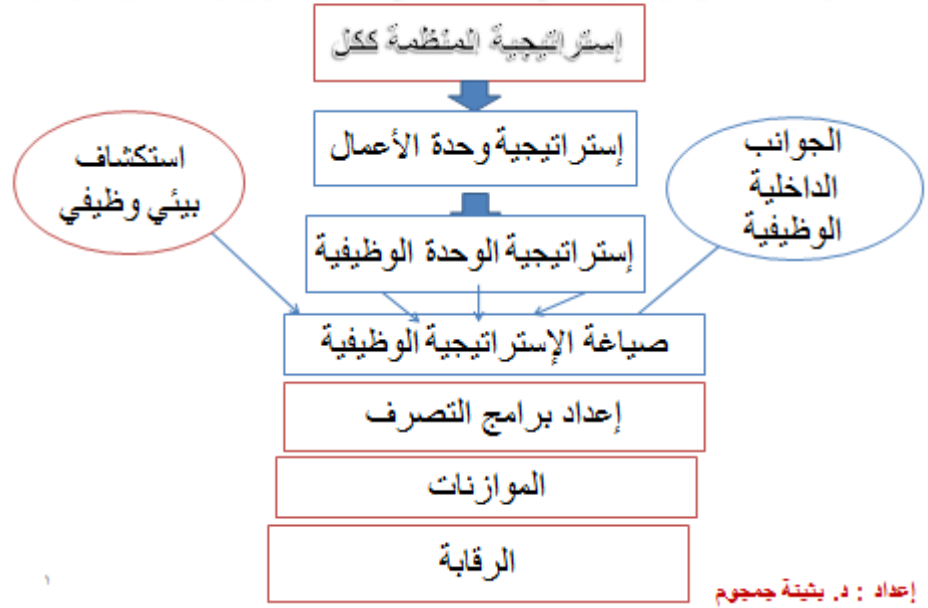 إستراتيجية المنظمة ككل
إستراتيجية وحدة الأعمال
الجوانب
الداخلية
الوظيفية
استكشاف
بيئي وظيفي
إستراتيجية الوحدة الوظيفية
صياغة الإستراتيجية الوظيفية
إعداد برامج التصرف
الموازنات
الرقابة
إعداد : د. بثينة جمجوم
١